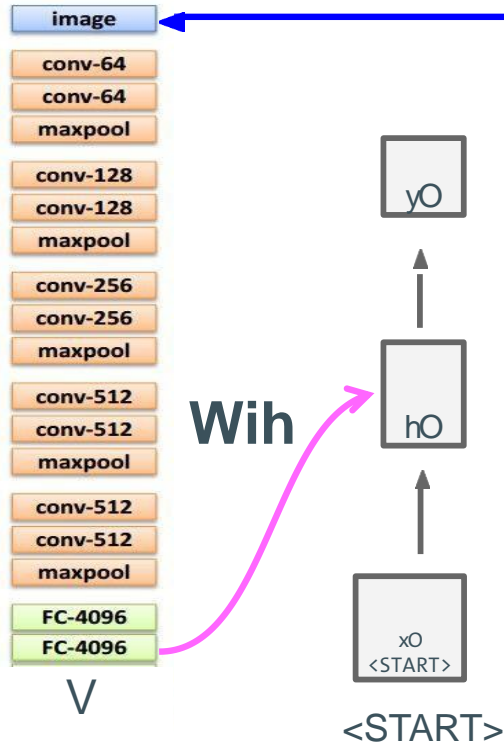 image
conv-64
conv-64
maxpool
conv-128
conv-128
maxpool
conv-256
conv-256
maxpool
conv-512
conv-512
maxpool
conv-512
conv-512
maxpool
FC-4096
FC-4096
V
Wih
yO
hO
xO
<START>
<START>